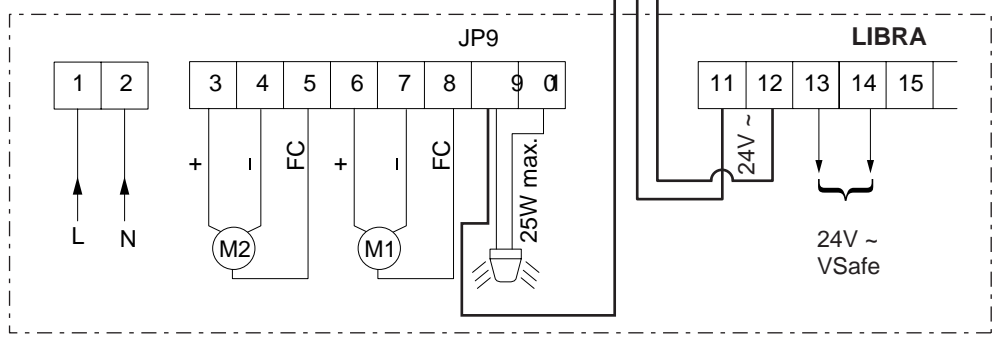 JP9
LIBRA
1 2 3 4 5 6 7 8 9 01 11 12 13 14 15
+ – FC + – FC 25W max. 24V ~
L N M2 M1
24V ~
VSafe